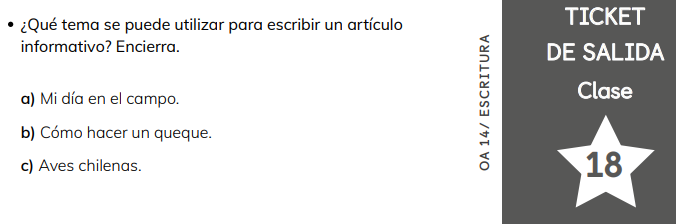 • ¿Qué tema se puede utilizar para escribir un artículo
informativo? Encierra.
a) Mi día en el campo.
b) Cómo hacer un queque.
c) Aves chilenas.
OA 14/ ESCRITURA
TICKET
DE SALIDA
Clase
18